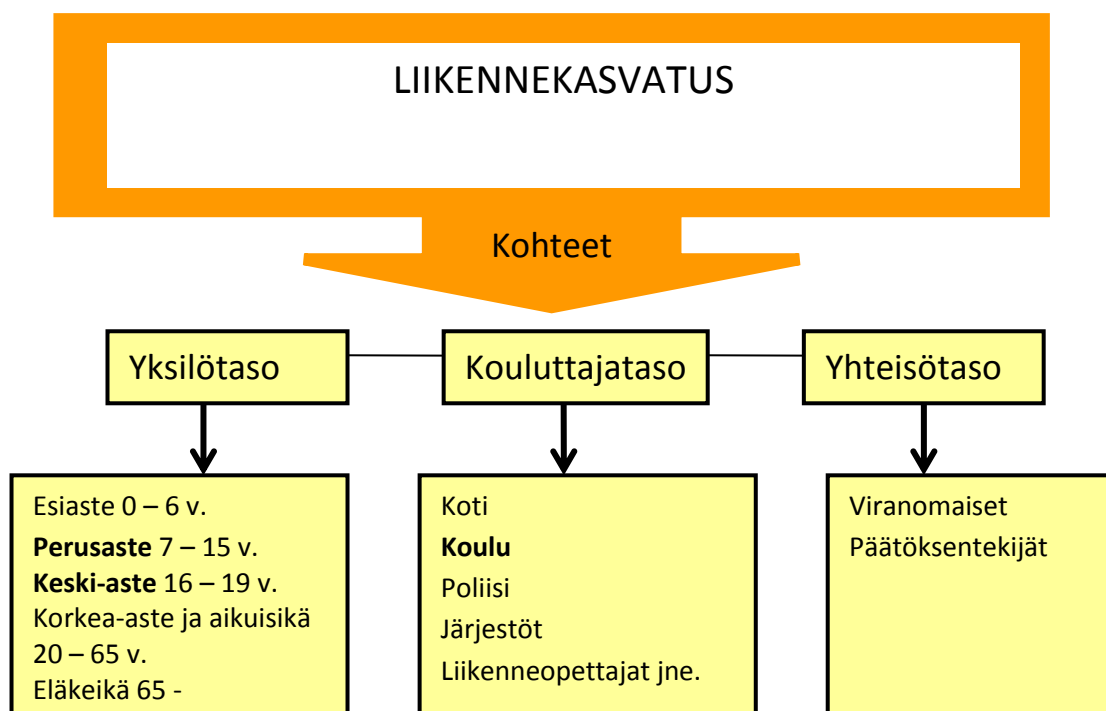 LIIKENNEKASVATUS
Kohteet
Yksilötaso
Kouluttajataso
Yhteisötaso
Esiaste 0 – 6 v.
Perusaste 7 – 15 v.
Keski-aste 16 – 19 v.
Korkea-aste ja aikuisikä
20 – 65 v.
Eläkeikä 65 -
Koti
Koulu
Poliisi
Järjestöt
Liikenneopettajat jne.
Viranomaiset
Päätöksentekijät